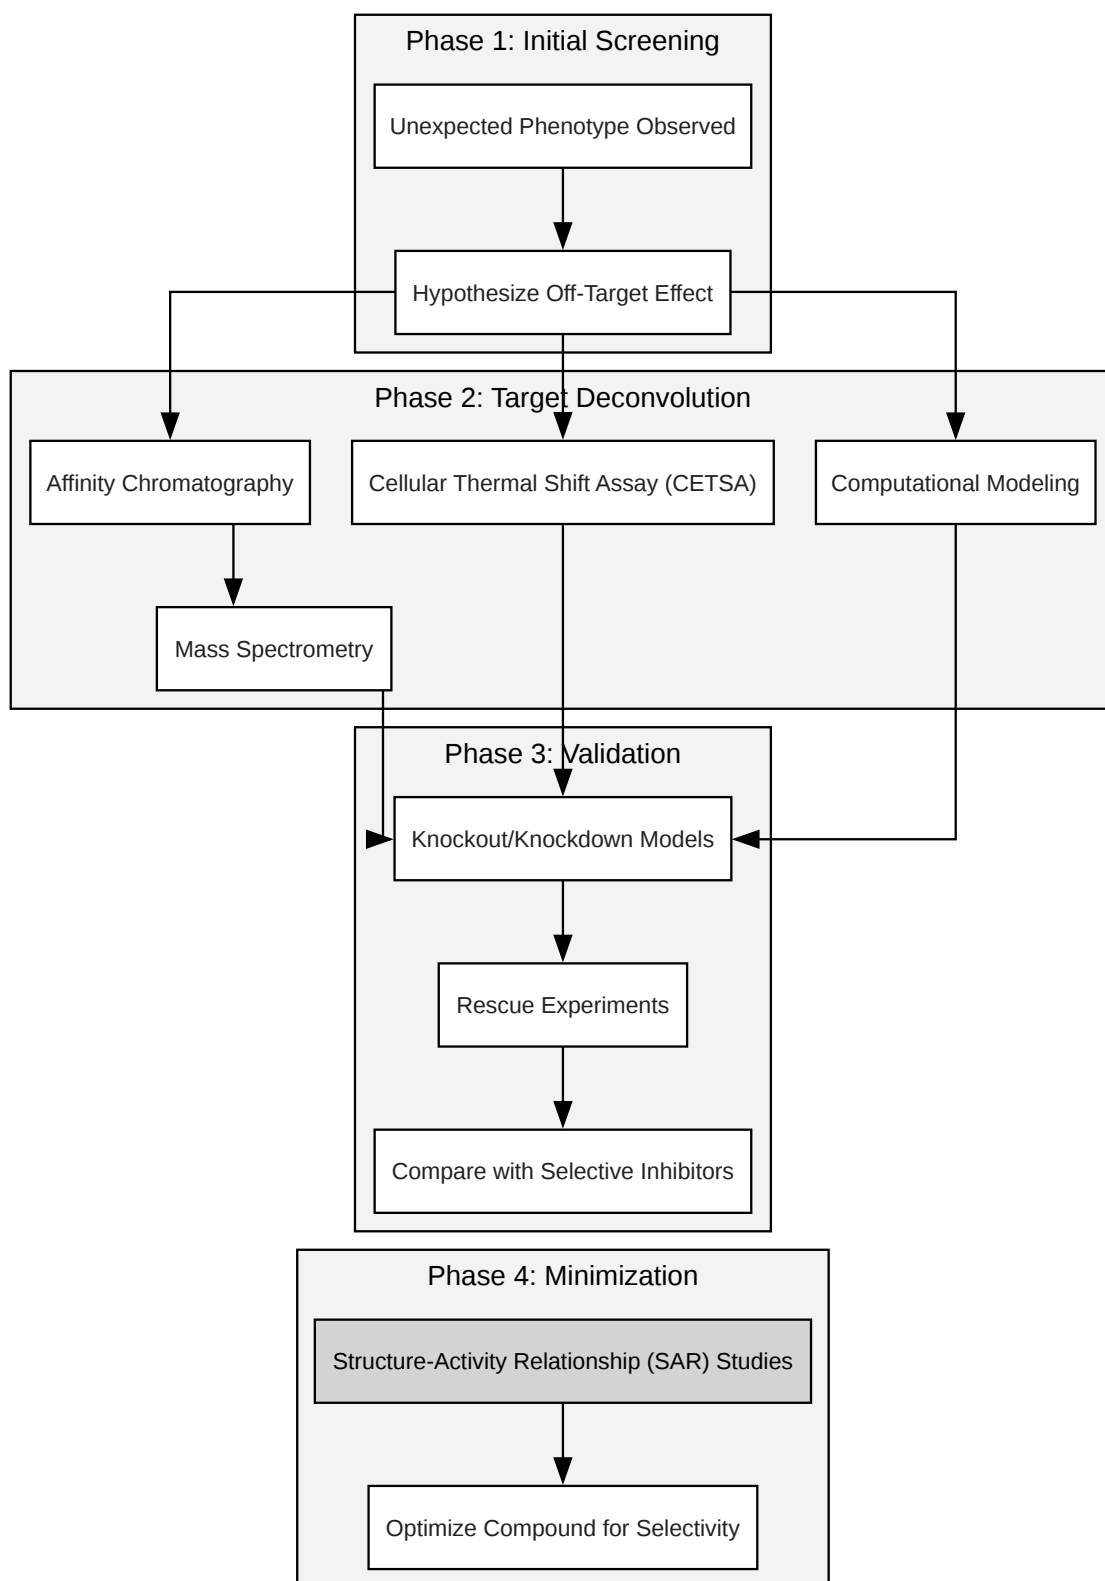 Phase 1: Initial Screening
Unexpected Phenotype Observed
Hypothesize Off-Target Effect
Phase 2: Target Deconvolution
Affinity Chromatography
Cellular Thermal Shift Assay (CETSA)
Computational Modeling
Mass Spectrometry
Phase 3: Validation
Knockout/Knockdown Models
Rescue Experiments
Compare with Selective Inhibitors
Phase 4: Minimization
Structure-Activity Relationship (SAR) Studies
Optimize Compound for Selectivity